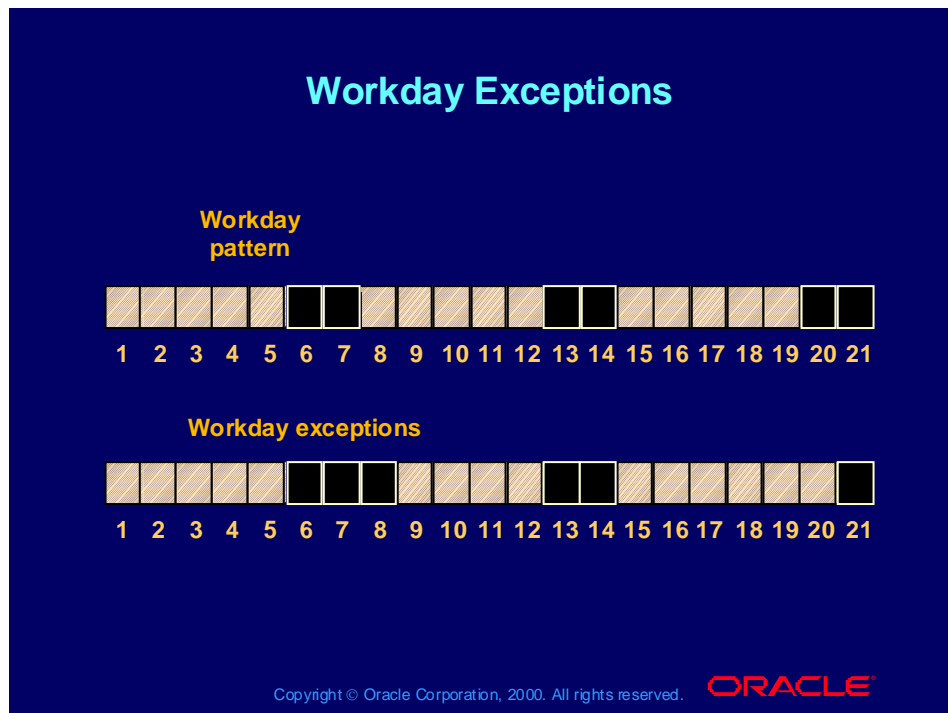 Workday Exceptions
Workday
pattern
1 2 3 4 5 6 7 8 9 10 11 12 13 14 15 16 17 18 19 20 21
Workday exceptions
1 2 3 4 5 6 7 8 9 10 11 12 13 14 15 16 17 18 19 20 21
Copyright © Oracle Corporation, 2000. All rights reserved.
ORACLE®